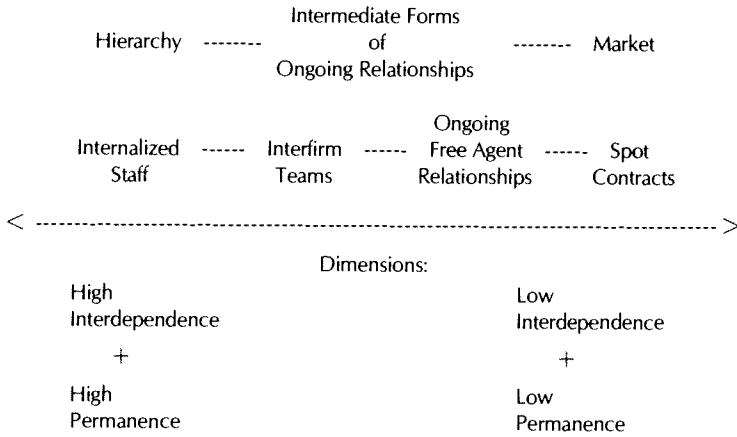 Intermediate Forms
Hierarchy ------- of ------- Market
Ongoing Relationships
Ongoing
Internalized ------ Interfirm ------ Free Agent ------ Spot
Staff Teams Relationships Contracts
< ------------------------------------------------------------ >
Dimensions:
High Low
Interdependence Interdependence
+ +
High Low
Permanence Permanence